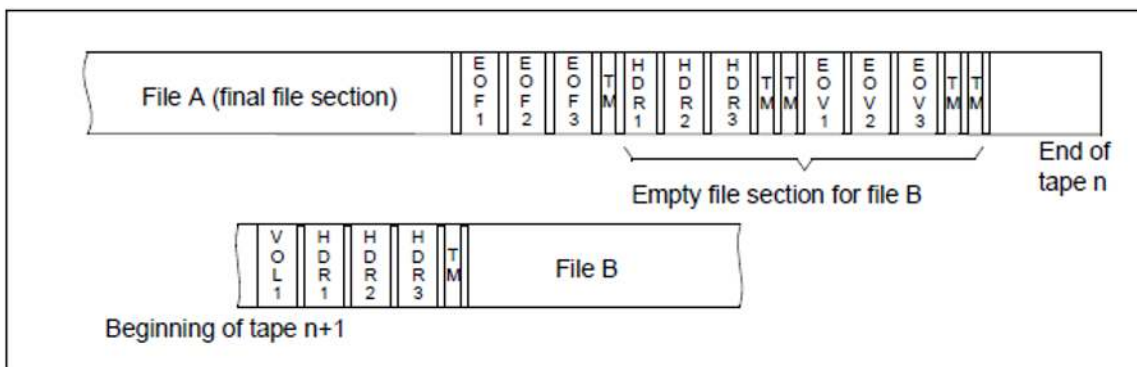 File A (final file section)
EOF1
EOF2
EOF3
TM
HDR1
HDR2
HDR3
TM
TM
EOV1
EOV2
EOV3
TM
TM
End of
tape n
Empty file section for file B
VOL1
HDR1
HDR2
HDR3
TM
File B
Beginning of tape n+1